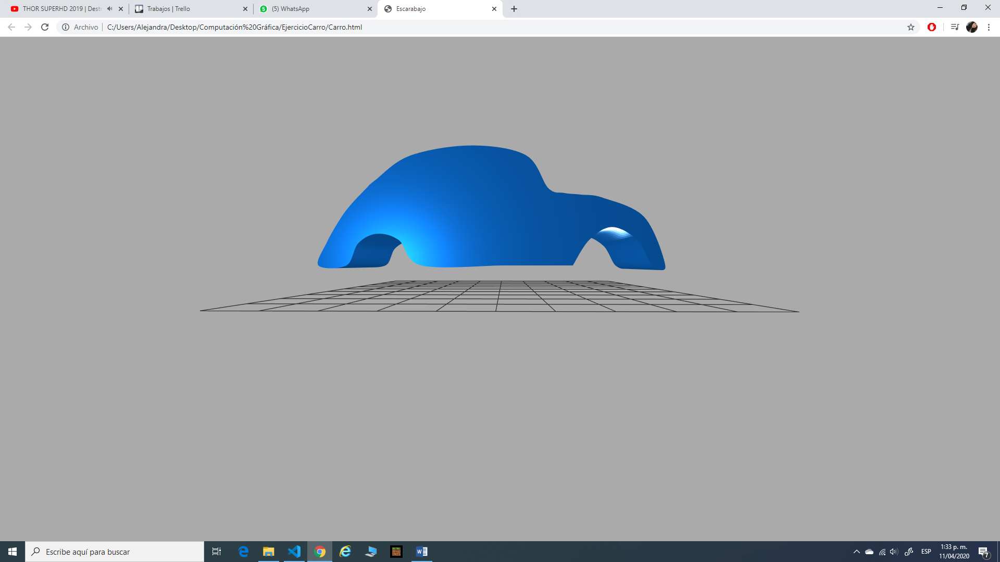 THOR SUPERHD 2019 | Dest
Trabajos | Trello
5
(5) WhatsApp
Escarabajo
Archivo
C:/Users/Alejandra/Desktop/Computación%20Gráfica/EjercicioCarro/Carro.html
Escribe aquí para buscar
W
ESP
1:33 p. m.
11/04/2020
7